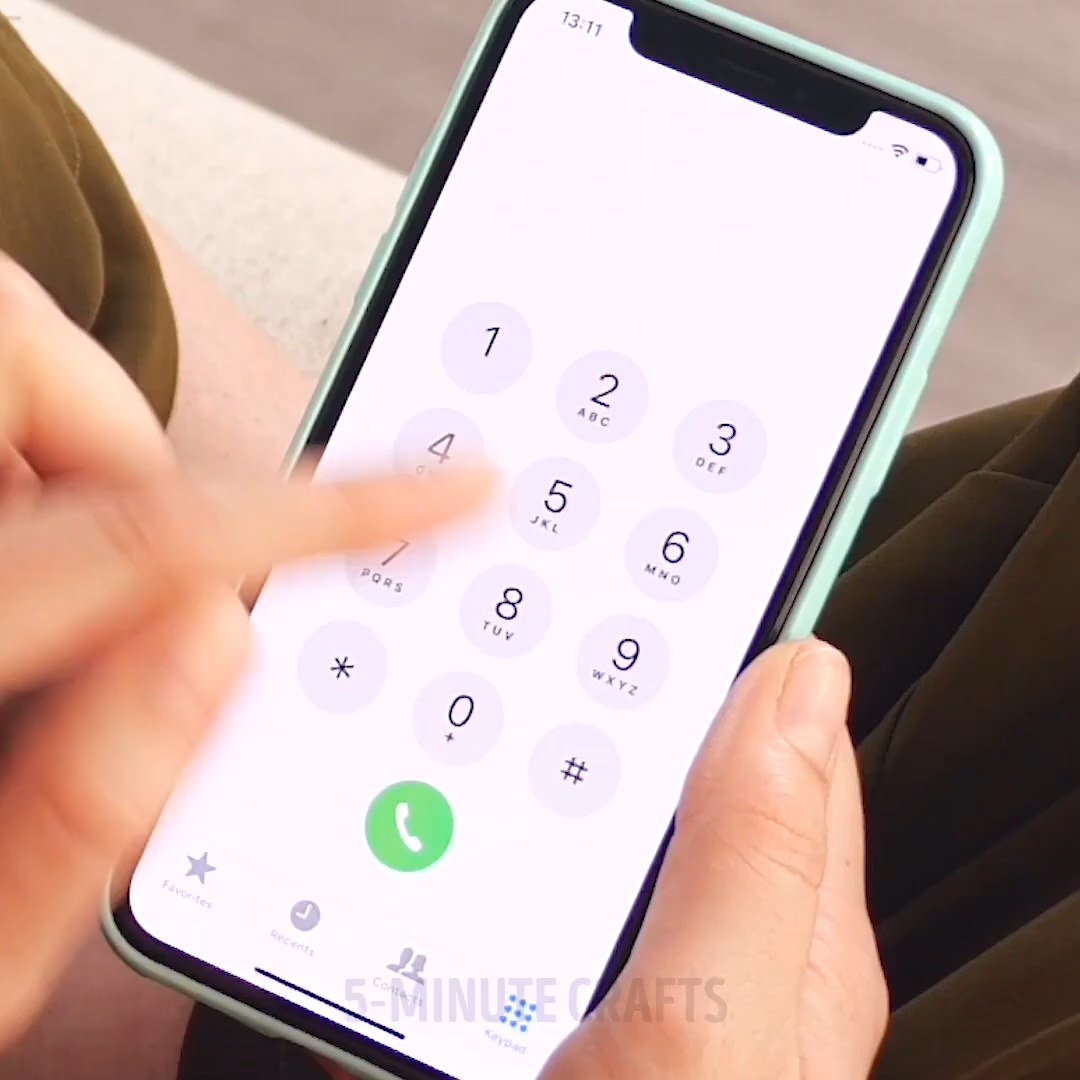 13:11
1
2
ABC
3
DEF
4
5
JKL
6
MNO
7
PQRS
8
TUV
9
WXYZ
*
0
+
#
Favorites
Recents
Contacts
Keypad
5-MINUTE CRAFTS